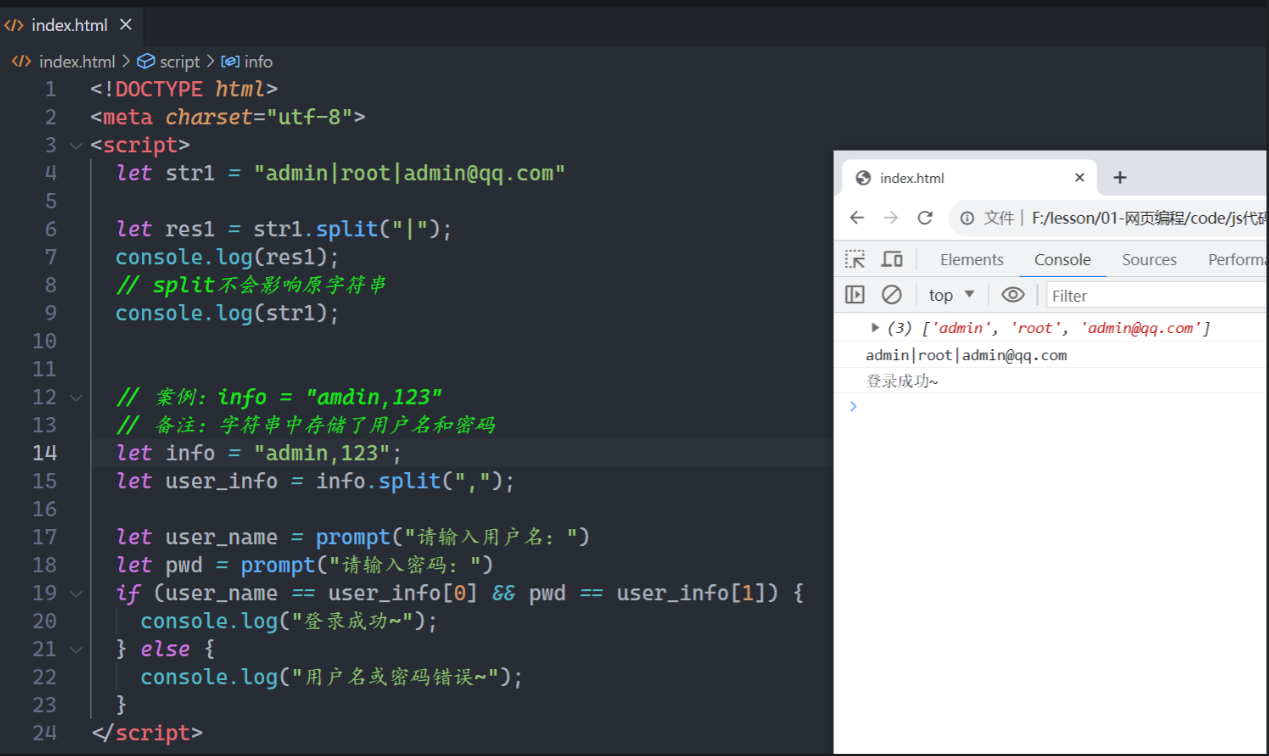 index.html
index.html > script > info
1 <!DOCTYPE html>
2 <meta charset="utf-8">
3 <script>
4 let str1 = "admin|root|admin@qq.com"
5
6 let res1 = str1.split("|");
7 console.log(res1);
8 // split不会影响原字符串
9 console.log(str1);
10
11
12 // 案例：info = "amdin,123"
13 // 备注：字符串中存储了用户名和密码
14 let info = "admin,123";
15 let user_info = info.split(",");
16
17 let user_name = prompt("请输入用户名：")
18 let pwd = prompt("请输入密码：")
19 if (user_name == user_info[0] && pwd == user_info[1]) {
20 console.log("登录成功~");
21 } else {
22 console.log("用户名或密码错误~");
23 }
24 </script>
index.html
文件 | F:/lesson/01-网页编程/code/js代码
Elements Console Sources Performa
top Filter
(3) ['admin', 'root', 'admin@qq.com']
admin|root|admin@qq.com
登录成功~